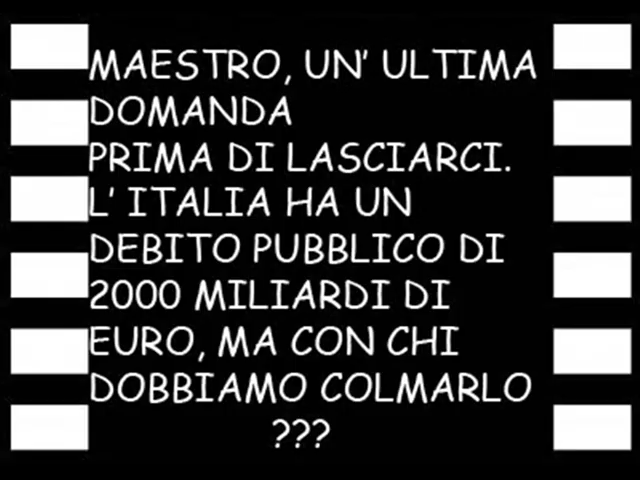 MAESTRO, UN' ULTIMA
DOMANDA
PRIMA DI LASCIARCI.
L' ITALIA HA UN
DEBITO PUBBLICO DI
2000 MILIARDI DI
EURO, MA CON CHI
DOBBIAMO COLMARLO
???